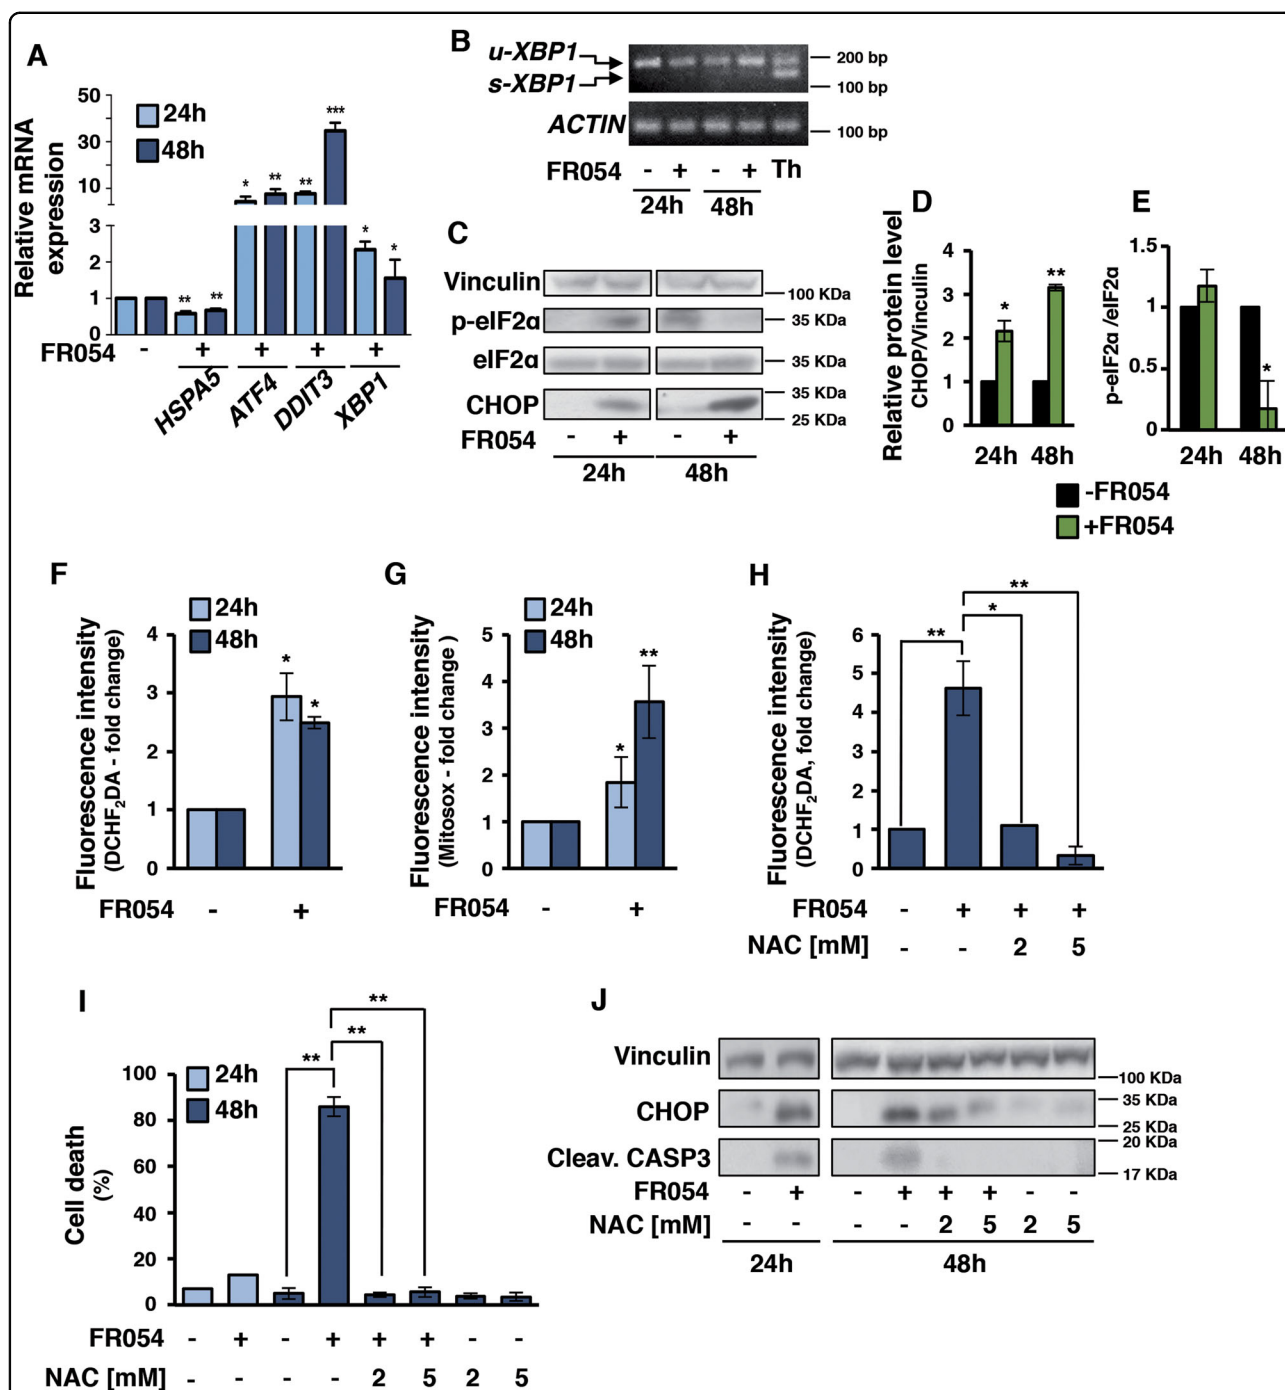 A
Relative mRNA
expression
24h
48h
50
30
10
3
2
1
0
**
**
*
**
**
***
*
*
FR054
-
+
+
+
+
HSPA5
ATF4
DDIT3
XBP1
B
u-XBP1
s-XBP1
200 bp
100 bp
ACTIN
100 bp
FR054
- + - + Th
24h
48h
C
Vinculin
100 KDa
p-eIF2α
35 KDa
eIF2α
35 KDa
CHOP
35 KDa
25 KDa
FR054
- + - +
24h
48h
D
Relative protein level
CHOP/Vinculin
4
3
2
1
0
*
**
24h
48h
E
p-eIF2α /eIF2α
1.5
1
0.5
0
*
24h
48h
-FR054
+FR054
F
Fluorescence intensity
(DCHF₂DA - fold change)
24h
48h
4
3
2
1
0
*
*
FR054
- +
G
Fluorescence intensity
(Mitosox - fold change )
24h
48h
5
4
3
2
1
0
*
**
FR054
- +
H
Fluorescence intensity
(DCHF₂DA, fold change)
6
5
4
3
2
1
0
**
*
**
FR054 - + + +
NAC [mM] - - 2 5
I
Cell death
(%)
24h
48h
100
80
60
40
20
0
**
**
**
FR054 - + - + + + - -
NAC [mM] - - - - 2 5 2 5
J
Vinculin
100 KDa
CHOP
35 KDa
25 KDa
Cleav. CASP3
20 KDa
17 KDa
FR054 - + - + + + - -
NAC [mM] - - - - 2 5 2 5
24h
48h